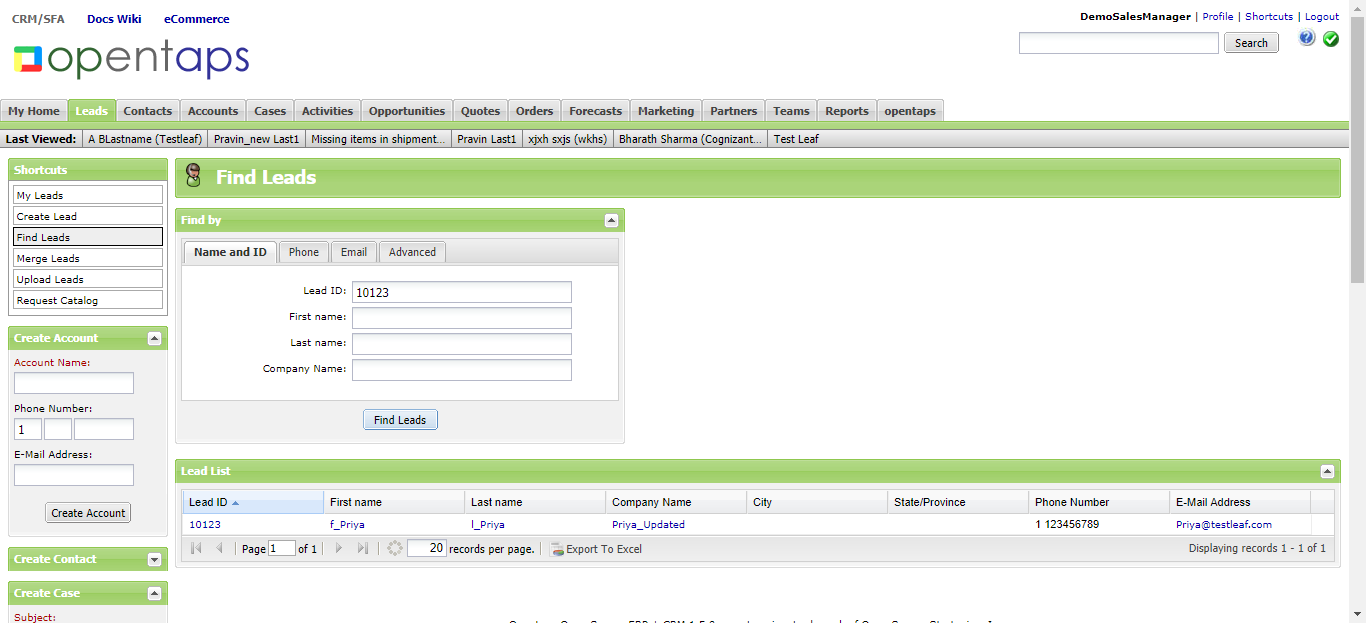 CRM/SFA Docs Wiki eCommerce
DemoSalesManager | Profile | Shortcuts | Logout
opentaps
Search
My Home Leads Contacts Accounts Cases Activities Opportunities Quotes Orders Forecasts Marketing Partners Teams Reports opentaps
Last Viewed: A BLastname (Testleaf) Pravin_new Last1 Missing items in shipment... Pravin Last1 xjxh sxjs (wkhs) Bharath Sharma (Cognizant... Test Leaf
Shortcuts
My Leads
Create Lead
Find Leads
Merge Leads
Upload Leads
Request Catalog
Create Account
Account Name:
Phone Number:
1
E-Mail Address:
Create Account
Create Contact
Create Case
Subject:
Find Leads
Find by
Name and ID Phone Email Advanced
Lead ID: 10123
First name:
Last name:
Company Name:
Find Leads
Lead List
Lead ID First name Last name Company Name City State/Province Phone Number E-Mail Address
10123 f_Priya l_Priya Priya_Updated 1 123456789 Priya@testleaf.com
Page 1 of 1 20 records per page. Export To Excel Displaying records 1 - 1 of 1